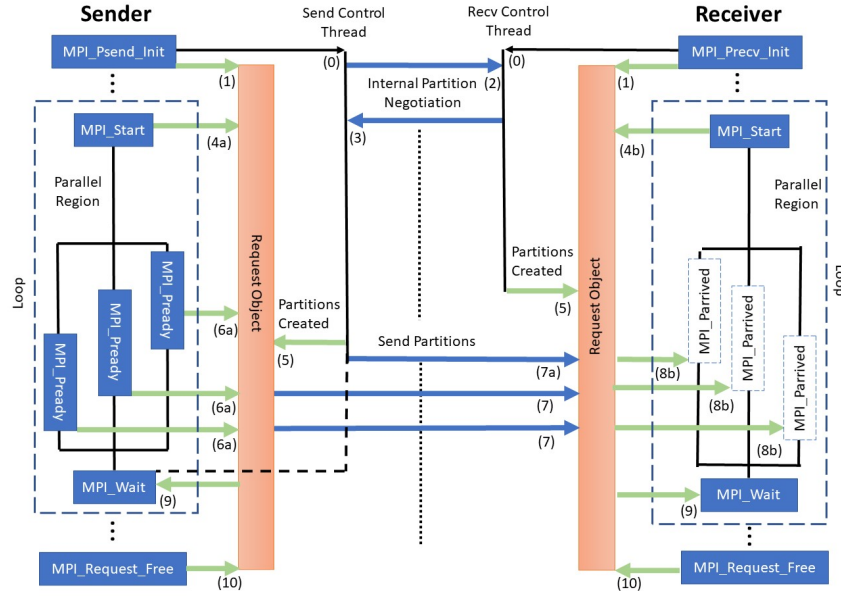 Sender
Send Control
Thread
Recv Control
Thread
Receiver
MPI_Psend_Init
MPI_Precv_Init
(1)
(0)
(2)
(0)
(1)
Internal Partition
Negotiation
MPI_Start
(4a)
(3)
(4b)
MPI_Start
Parallel
Region
Parallel
Region
Loop
MPI_Pready
MPI_Pready
MPI_Pready
Request Object
Partitions
Created
(5)
Partitions
Created
(5)
Request Object
MPI_Parrived
MPI_Parrived
MPI_Parrived
Loop
(6a)
Send Partitions
(7a)
(8b)
(6a)
(7)
(8b)
(6a)
(7)
(8b)
MPI_Wait
(9)
(9)
MPI_Wait
MPI_Request_Free
(10)
(10)
MPI_Request_Free